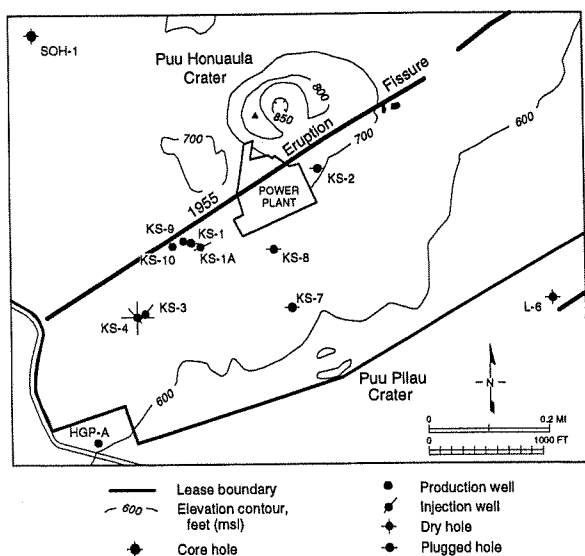 SOH-1
Puu Honuaula
Crater
800
850
700
1955 Eruption Fissure
700
600
POWER
PLANT
KS-2
KS-9
KS-1
KS-10
KS-1A
KS-8
KS-4
KS-3
KS-7
L-6
Puu Pilau
Crater
600
HGP-A
N
0 0.2 MI
0 1000 FT
Lease boundary
600 Elevation contour,
feet (msl)
Core hole
Production well
Injection well
Dry hole
Plugged hole